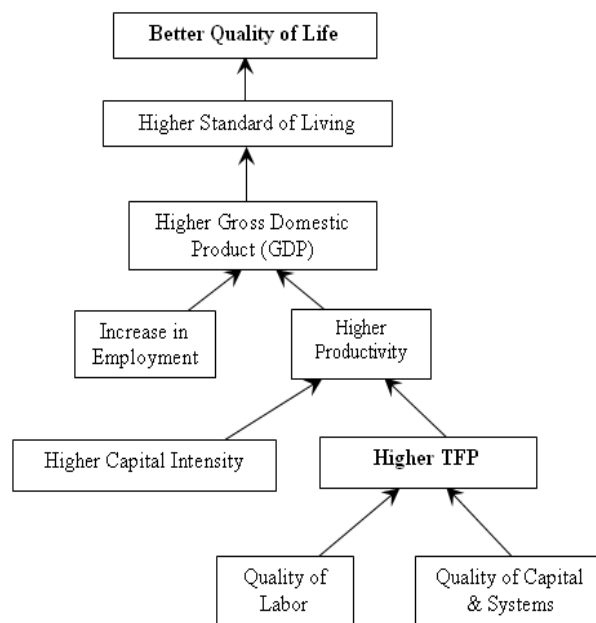 Better Quality of Life
Higher Standard of Living
Higher Gross Domestic
Product (GDP)
Increase in
Employment
Higher
Productivity
Higher Capital Intensity
Higher TFP
Quality of
Labor
Quality of Capital
& Systems